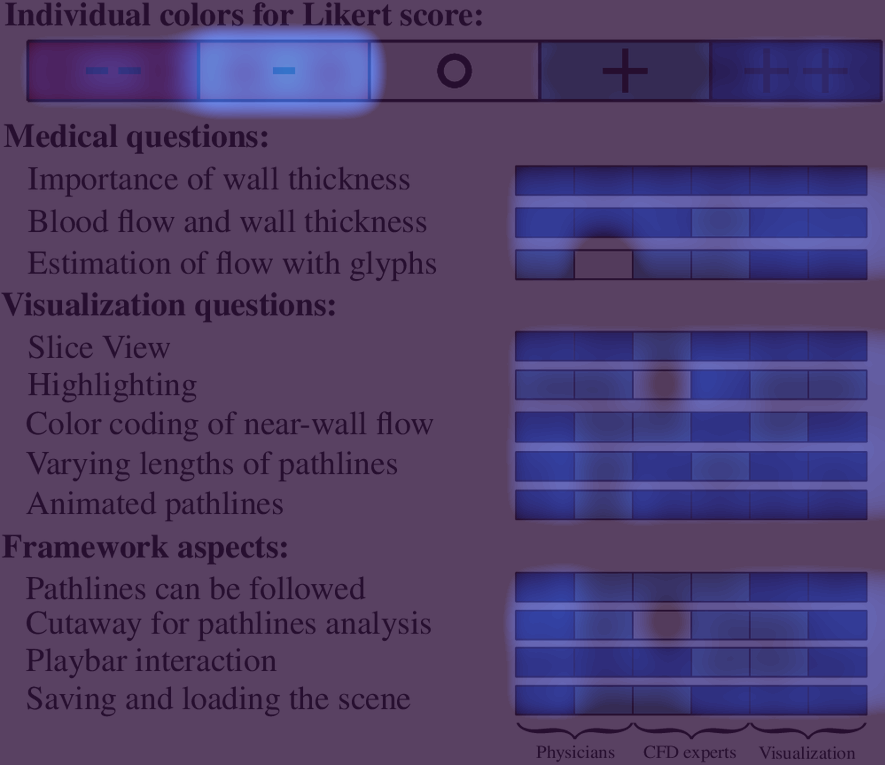 Individual colors for Likert score:
-- - O + ++
Medical questions:
Importance of wall thickness
Blood flow and wall thickness
Estimation of flow with glyphs
Visualization questions:
Slice View
Highlighting
Color coding of near-wall flow
Varying lengths of pathlines
Animated pathlines
Framework aspects:
Pathlines can be followed
Cutaway for pathlines analysis
Playbar interaction
Saving and loading the scene
Physicians CFD experts Visualization